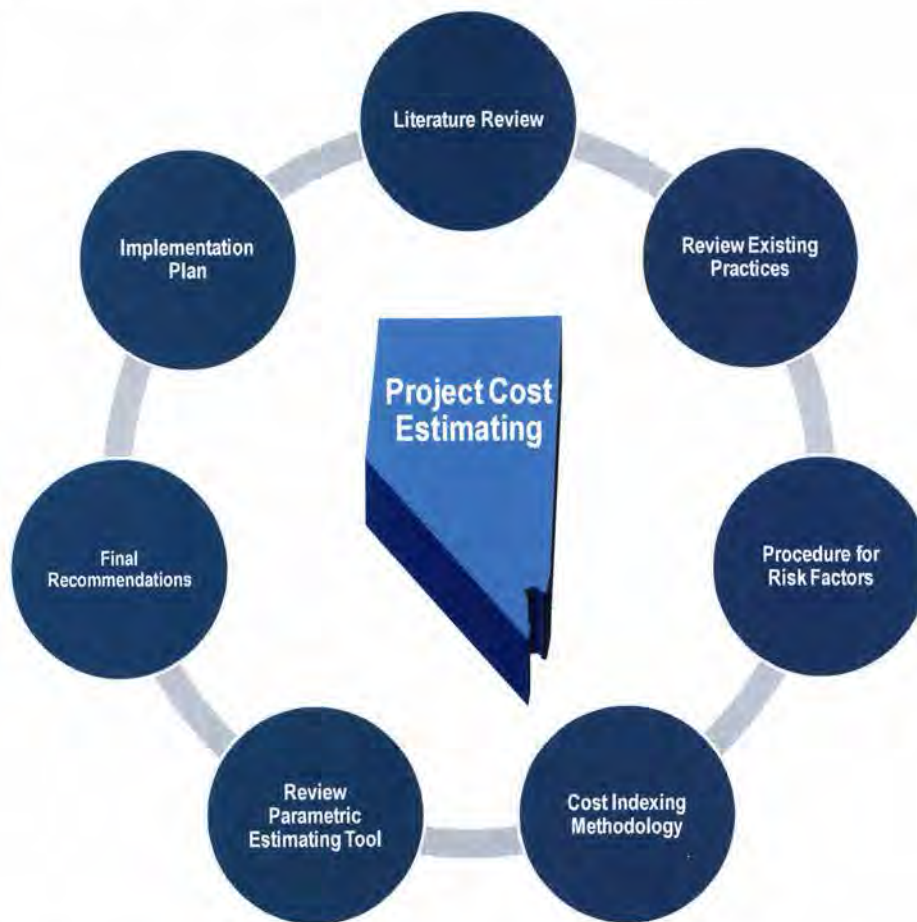 Literature Review
Review Existing
Practices
Procedure for
Risk Factors
Cost Indexing
Methodology
Review
Parametric
Estimating Tool
Final
Recommendations
Implementation
Plan
Project Cost
Estimating